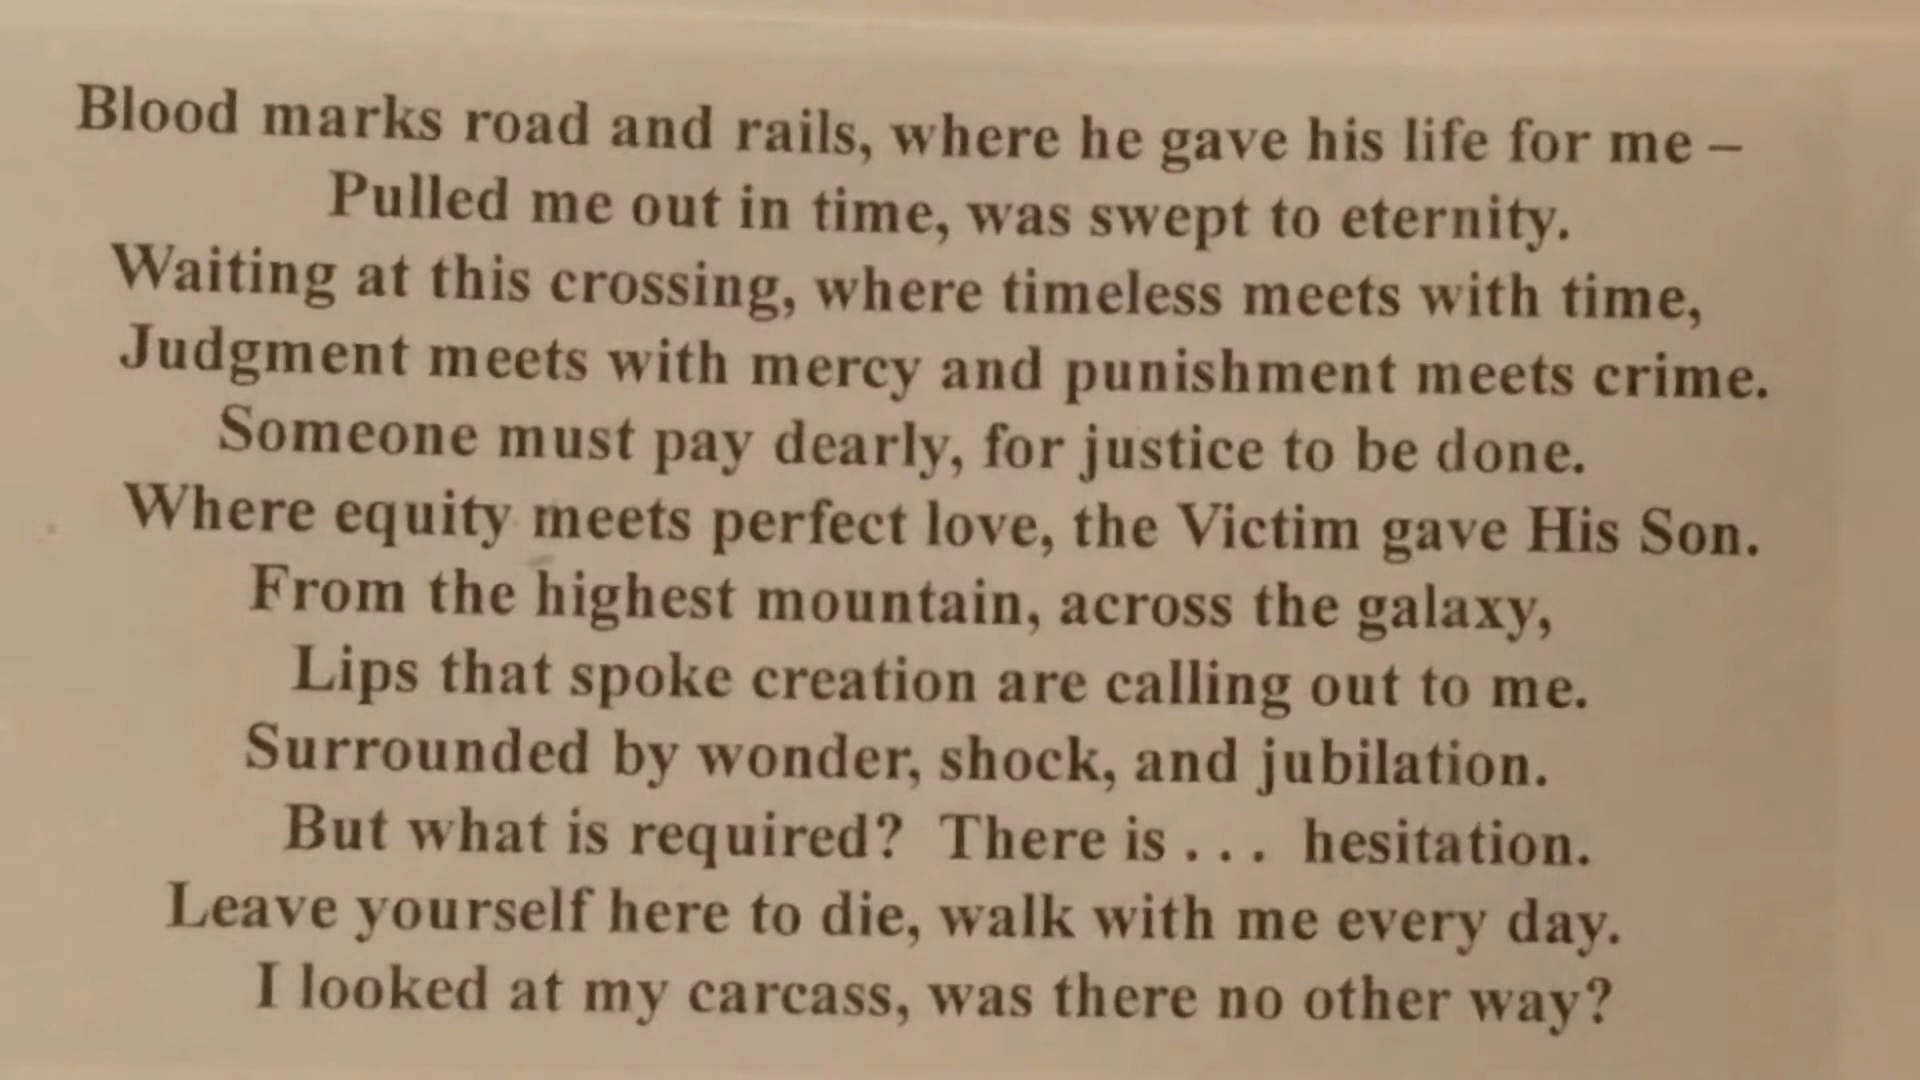 Blood marks road and rails, where he gave his life for me –
Pulled me out in time, was swept to eternity.
Waiting at this crossing, where timeless meets with time,
Judgment meets with mercy and punishment meets crime.
Someone must pay dearly, for justice to be done.
Where equity meets perfect love, the Victim gave His Son.
From the highest mountain, across the galaxy,
Lips that spoke creation are calling out to me.
Surrounded by wonder, shock, and jubilation.
But what is required? There is . . . hesitation.
Leave yourself here to die, walk with me every day.
I looked at my carcass, was there no other way?